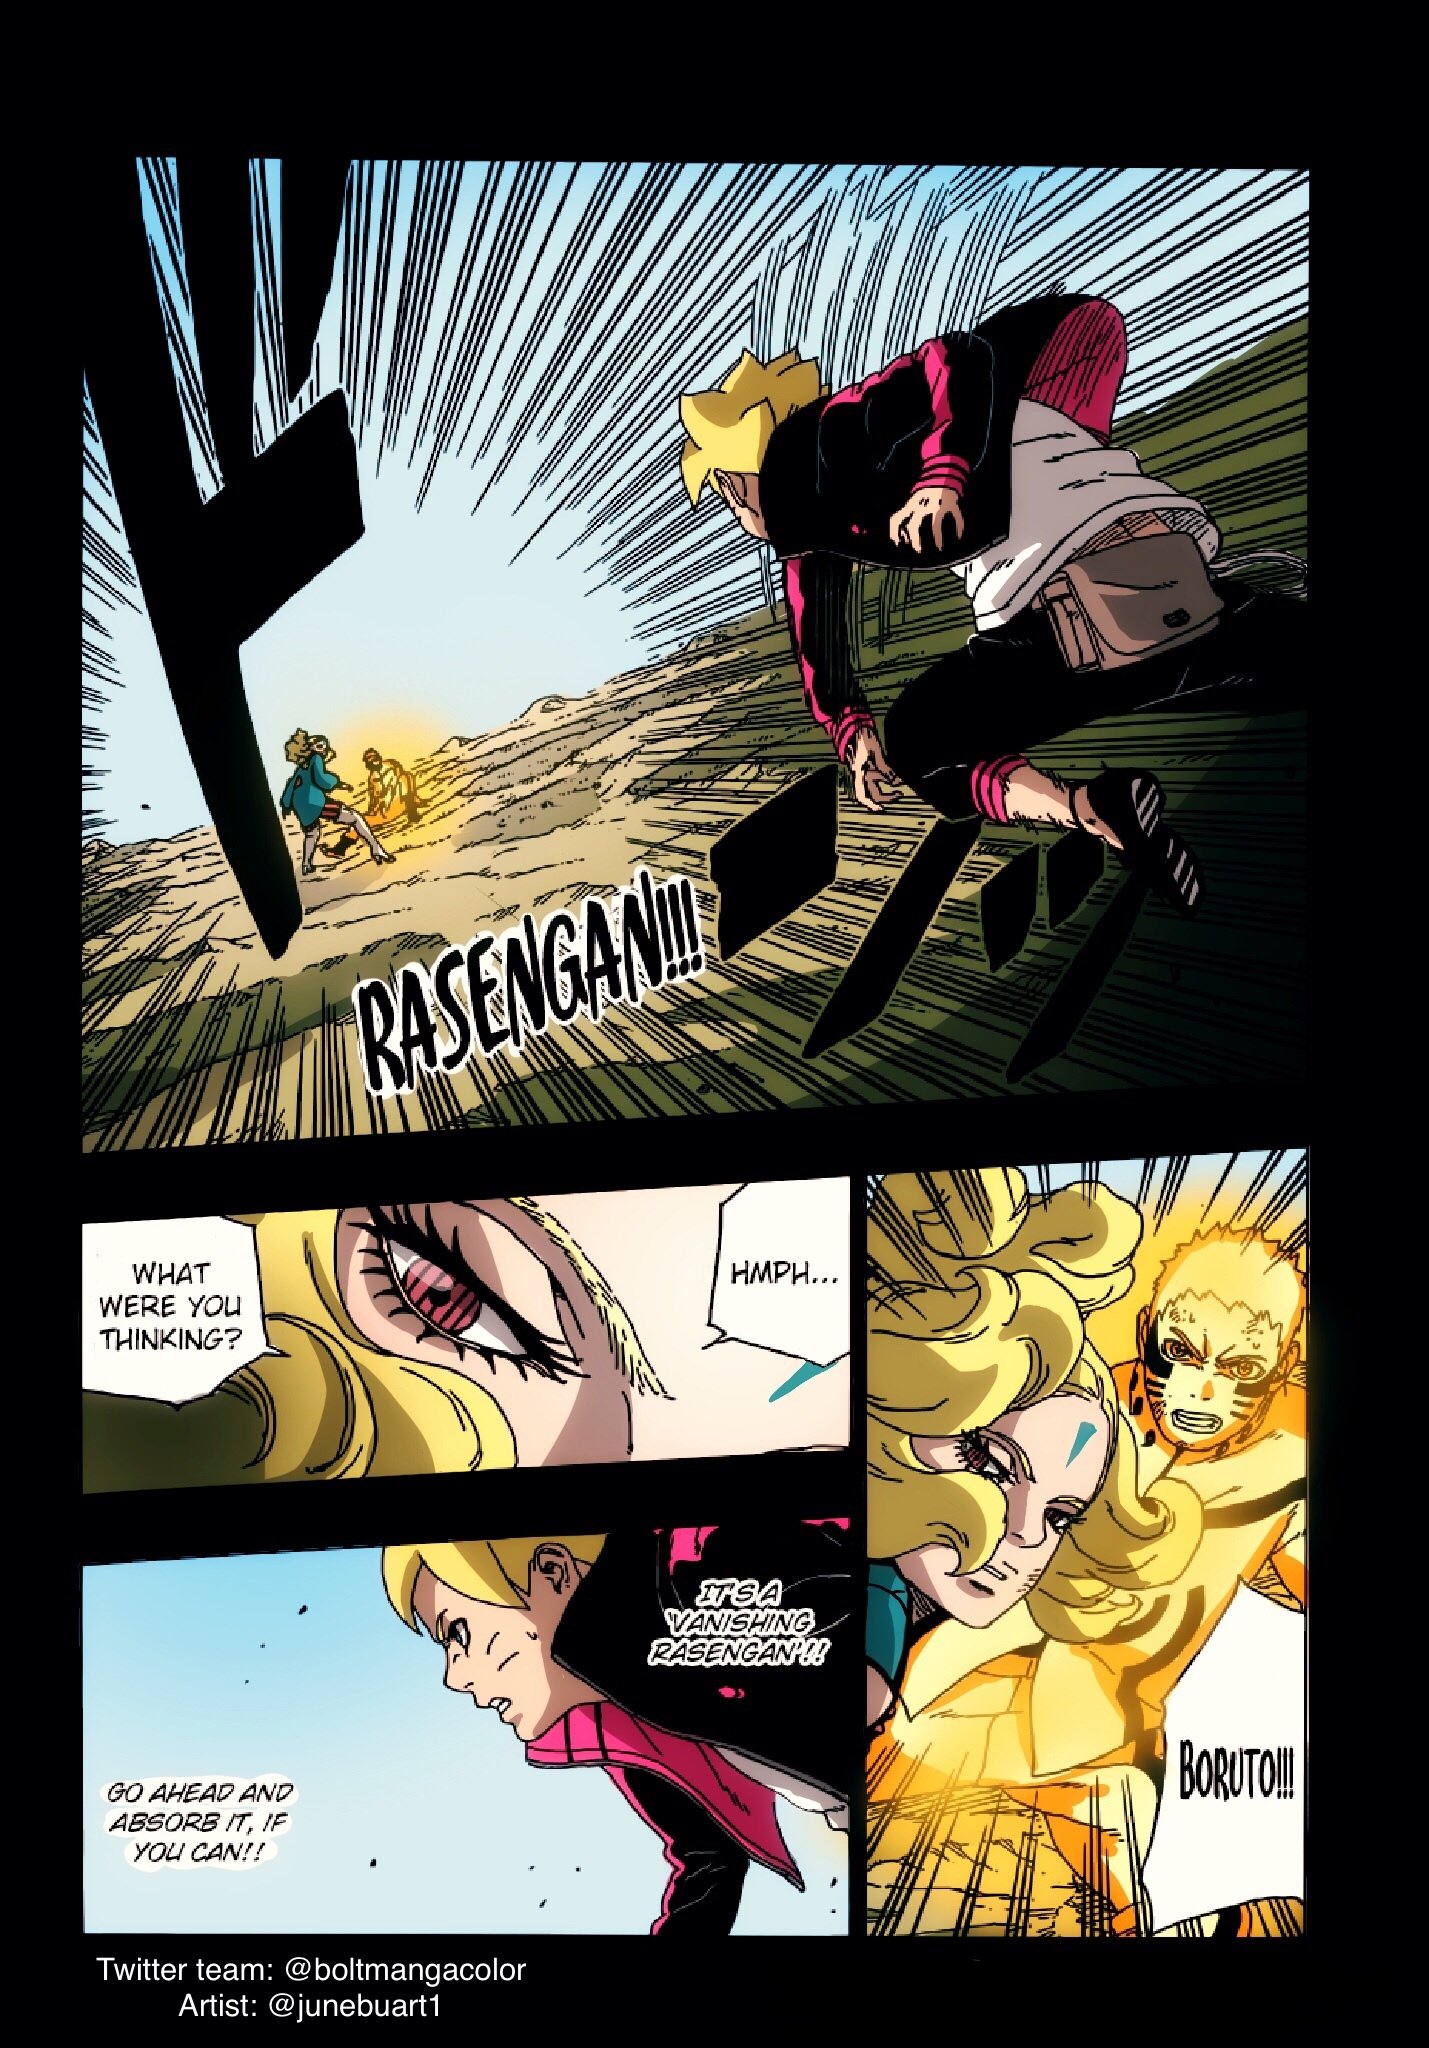 RASENGAN!!!
BORUTO!!!
HMPH...
WHAT
WERE YOU
THINKING?
IT'S A
'VANISHING
RASENGAN'!!
GO AHEAD AND
ABSORB IT, IF
YOU CAN!!
Twitter team: @boltmangacolor
Artist: @junebuart1